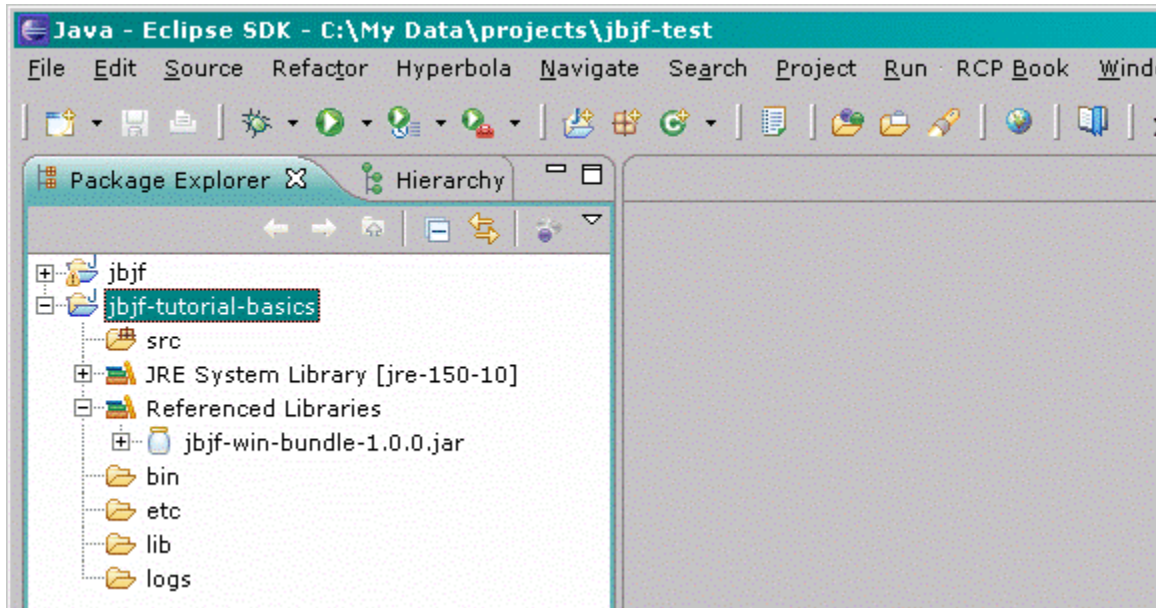 Java - Eclipse SDK - C:\My Data\projects\jbjf-test
File Edit Source Refactor Hyperbola Navigate Search Project Run RCP Book Wind
Package Explorer Hierarchy
jbjf
jbjf-tutorial-basics
src
JRE System Library [jre-150-10]
Referenced Libraries
jbjf-win-bundle-1.0.0.jar
bin
etc
lib
logs